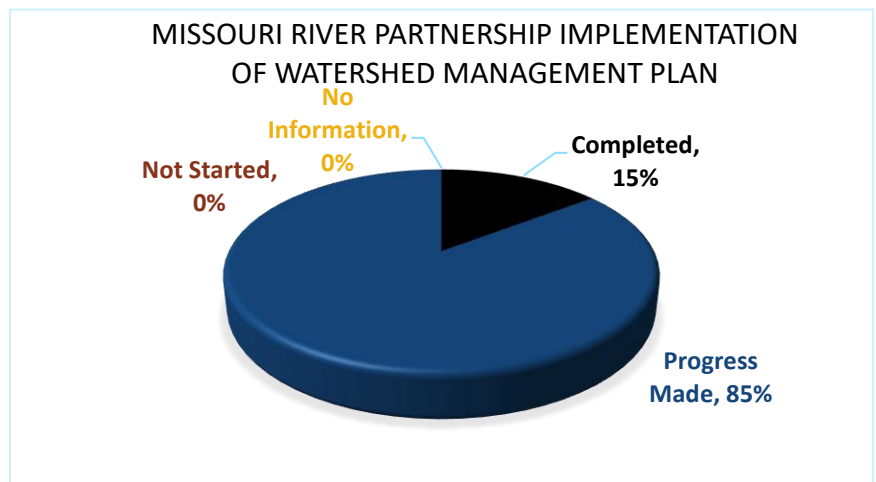 MISSOURI RIVER PARTNERSHIP IMPLEMENTATION
OF WATERSHED MANAGEMENT PLAN
No
Information,
0%
Not Started,
0%
Completed,
15%
Progress
Made, 85%